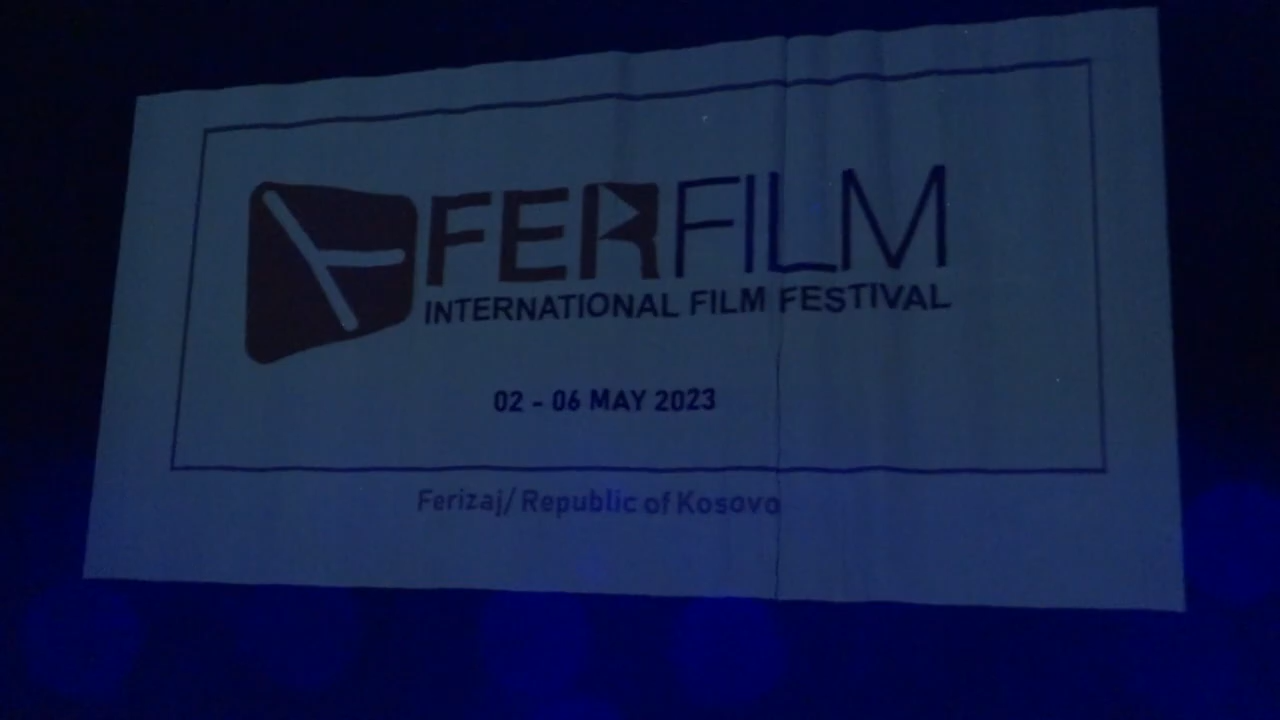 FERFILM
INTERNATIONAL FILM FESTIVAL
02 - 06 MAY 2023
Ferizaj/ Republic of Kosovo